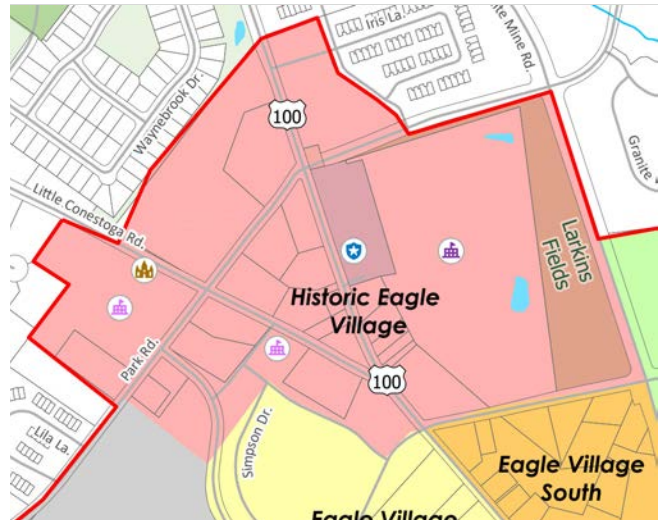 Iris La.
te Mine Rd.
Waynebrook Dr.
100
Granite
Little Conestoga Rd.
Larkins
Fields
Historic Eagle
Village
Park Rd.
100
Lila La.
Simpson Dr.
Eagle Village
South
Eagle Village